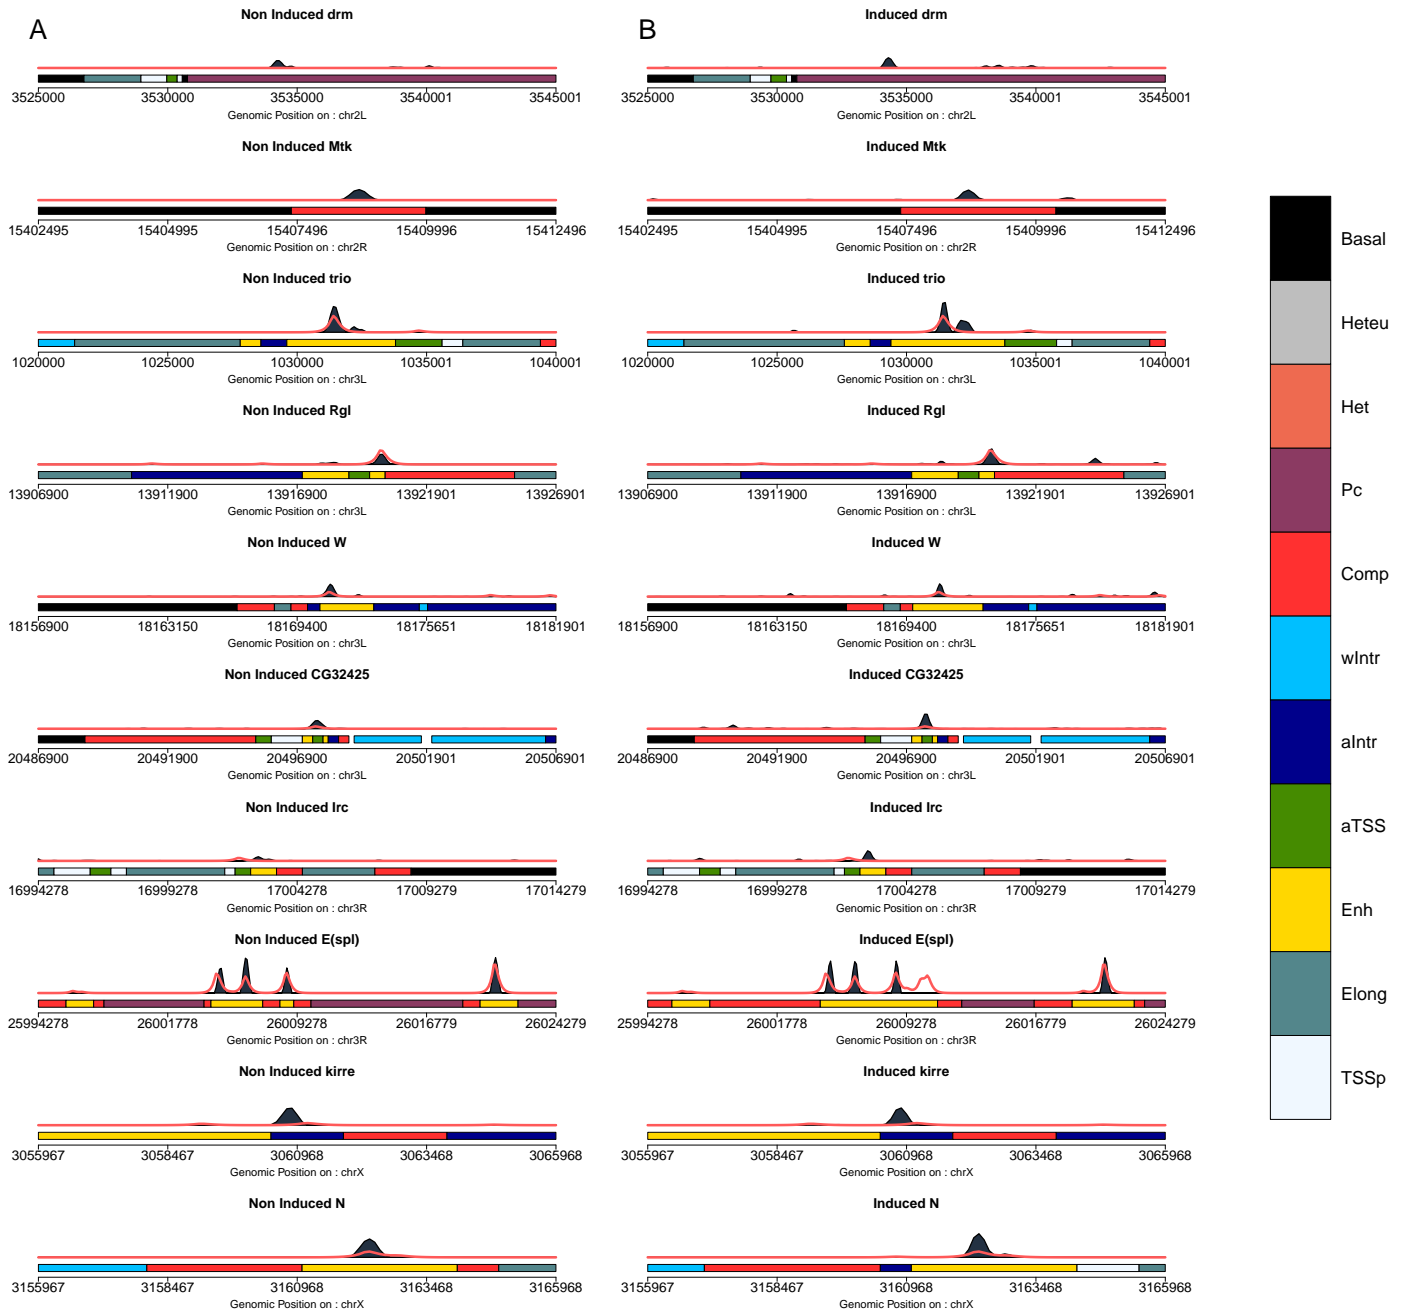 A
Non Induced drm
3525000 3530000 3535000 3540001 3545001
Genomic Position on : chr2L
Non Induced Mtk
15402495 15404995 15407496 15409996 15412496
Genomic Position on : chr2R
Non Induced trio
1020000 1025000 1030000 1035001 1040001
Genomic Position on : chr3L
Non Induced Rgl
13906900 13911900 13916900 13921901 13926901
Genomic Position on : chr3L
Non Induced W
18156900 18163150 18169400 18175651 18181901
Genomic Position on : chr3L
Non Induced CG32425
20486900 20491900 20496900 20501901 20506901
Genomic Position on : chr3L
Non Induced Irc
16994278 16999278 17004278 17009279 17014279
Genomic Position on : chr3R
Non Induced E(spl)
25994278 26001778 26009278 26016779 26024279
Genomic Position on : chr3R
Non Induced kirre
3055967 3058467 3060968 3063468 3065968
Genomic Position on : chrX
Non Induced N
3155967 3158467 3160968 3163468 3165968
Genomic Position on : chrX
B
Induced drm
3525000 3530000 3535000 3540001 3545001
Genomic Position on : chr2L
Induced Mtk
15402495 15404995 15407496 15409996 15412496
Genomic Position on : chr2R
Induced trio
1020000 1025000 1030000 1035001 1040001
Genomic Position on : chr3L
Induced Rgl
13906900 13911900 13916900 13921901 13926901
Genomic Position on : chr3L
Induced W
18156900 18163150 18169400 18175651 18181901
Genomic Position on : chr3L
Induced CG32425
20486900 20491900 20496900 20501901 20506901
Genomic Position on : chr3L
Induced Irc
16994278 16999278 17004278 17009279 17014279
Genomic Position on : chr3R
Induced E(spl)
25994278 26001778 26009278 26016779 26024279
Genomic Position on : chr3R
Induced kirre
3055967 3058467 3060968 3063468 3065968
Genomic Position on : chrX
Induced N
3155967 3158467 3160968 3163468 3165968
Genomic Position on : chrX
Basal
Heteu
Het
Pc
Comp
wIntr
aIntr
aTSS
Enh
Elong
TSSp